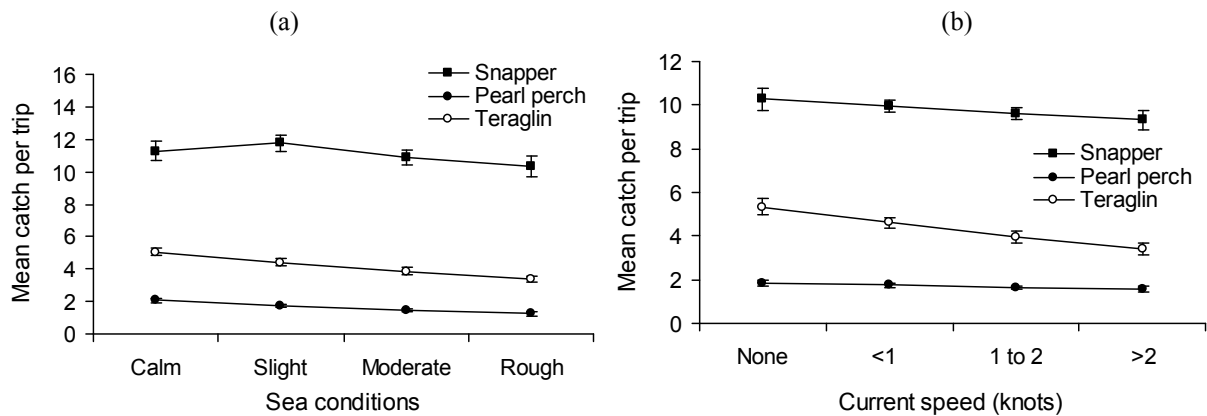 (a)
Mean catch per trip
16
14
12
10
8
6
4
2
0
Snapper
Pearl perch
Teraglin
Calm Slight Moderate Rough
Sea conditions
(b)
Mean catch per trip
12
10
8
6
4
2
0
Snapper
Pearl perch
Teraglin
None <1 1 to 2 >2
Current speed (knots)